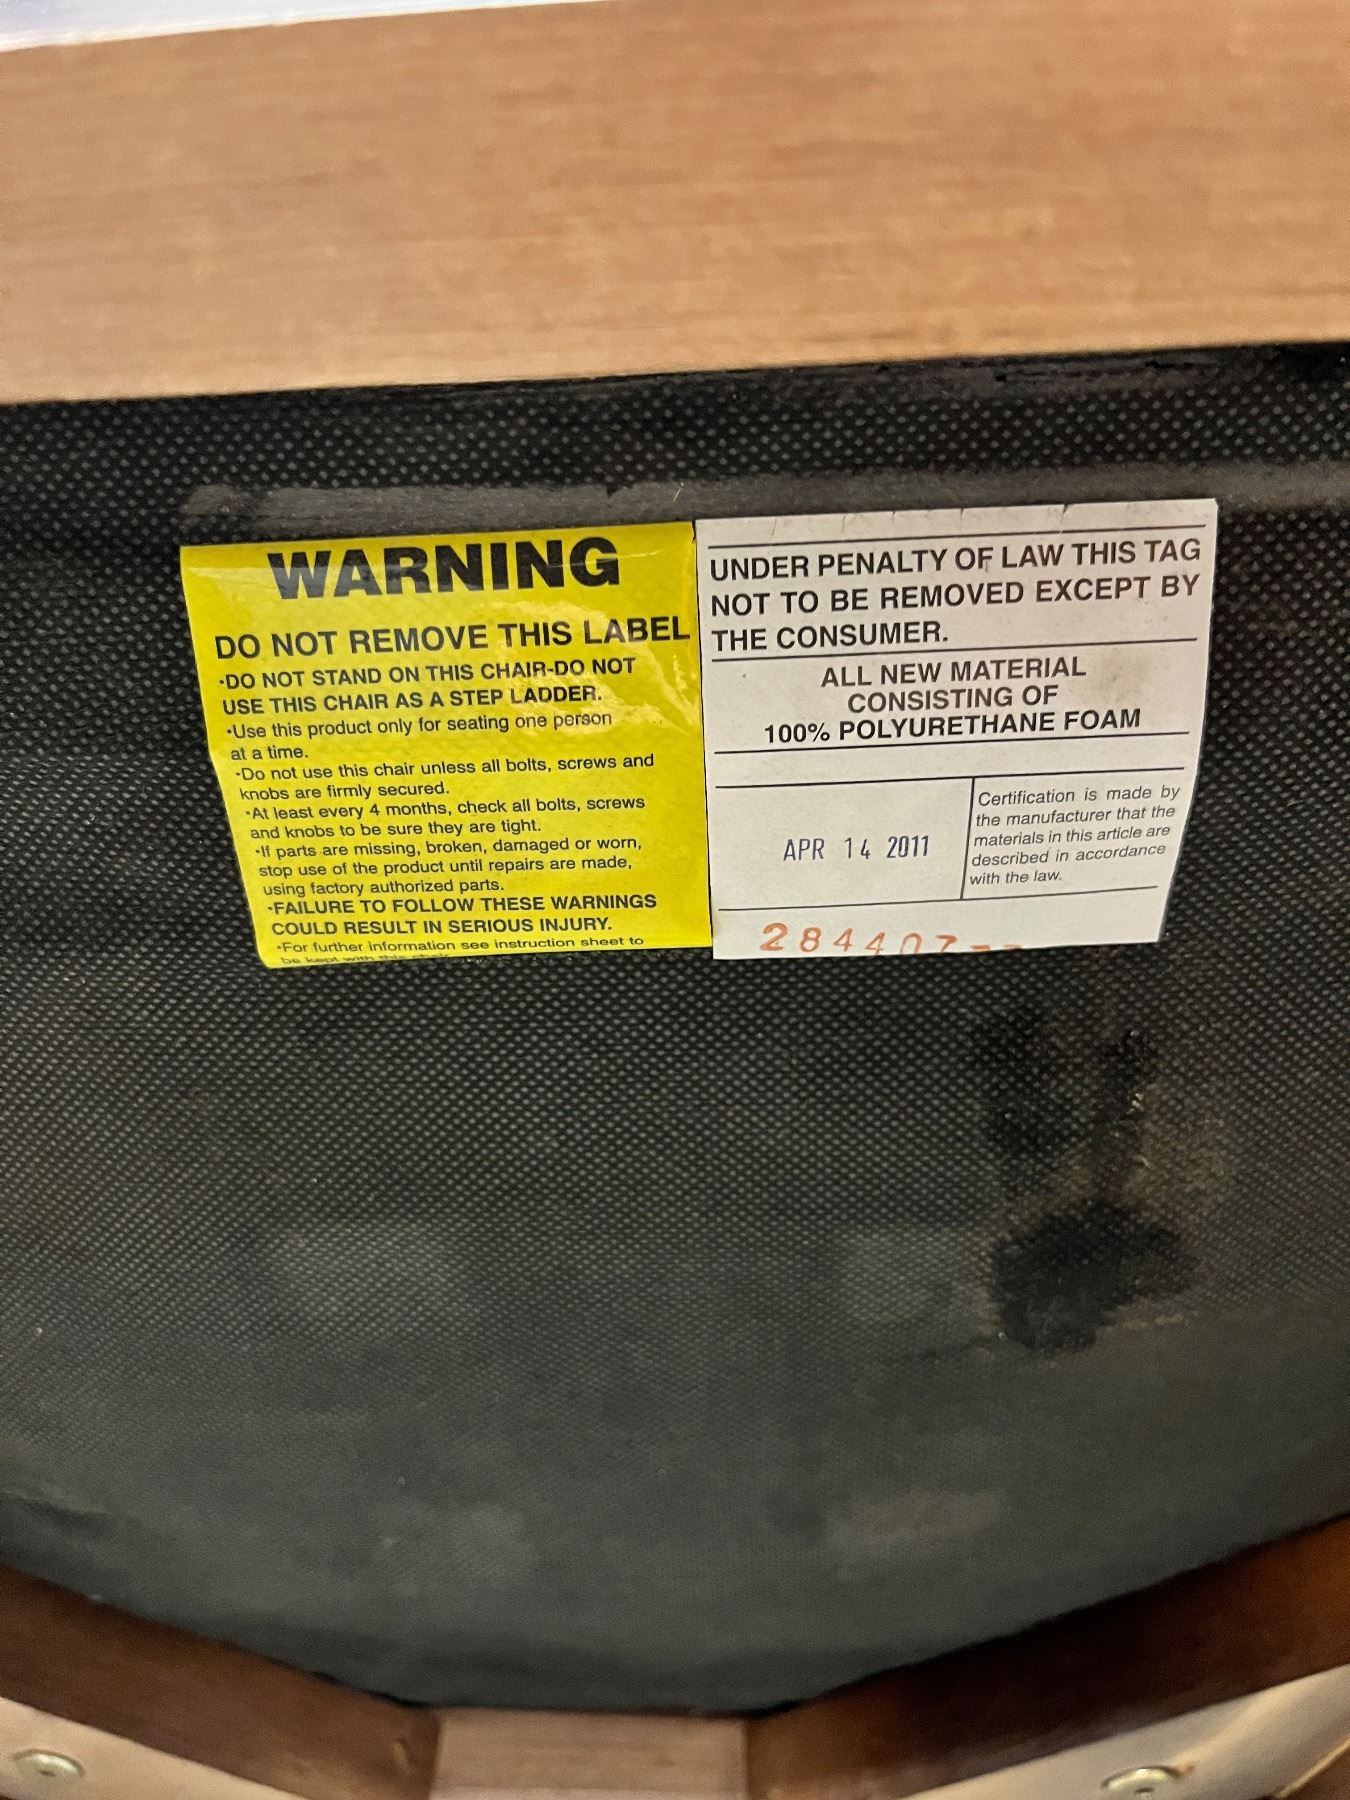 WARNING
DO NOT REMOVE THIS LABEL
·DO NOT STAND ON THIS CHAIR-DO NOT
USE THIS CHAIR AS A STEP LADDER.
·Use this product only for seating one person
at a time.
·Do not use this chair unless all bolts, screws and
knobs are firmly secured.
·At least every 4 months, check all bolts, screws
and knobs to be sure they are tight.
·If parts are missing, broken, damaged or worn,
stop use of the product until repairs are made,
using factory authorized parts.
·FAILURE TO FOLLOW THESE WARNINGS
COULD RESULT IN SERIOUS INJURY.
·For further information see instruction sheet to
be kept with this chair
UNDER PENALTY OF LAW THIS TAG
NOT TO BE REMOVED EXCEPT BY
THE CONSUMER.
ALL NEW MATERIAL
CONSISTING OF
100% POLYURETHANE FOAM
APR 14 2011
Certification is made by
the manufacturer that the
materials in this article are
described in accordance
with the law.